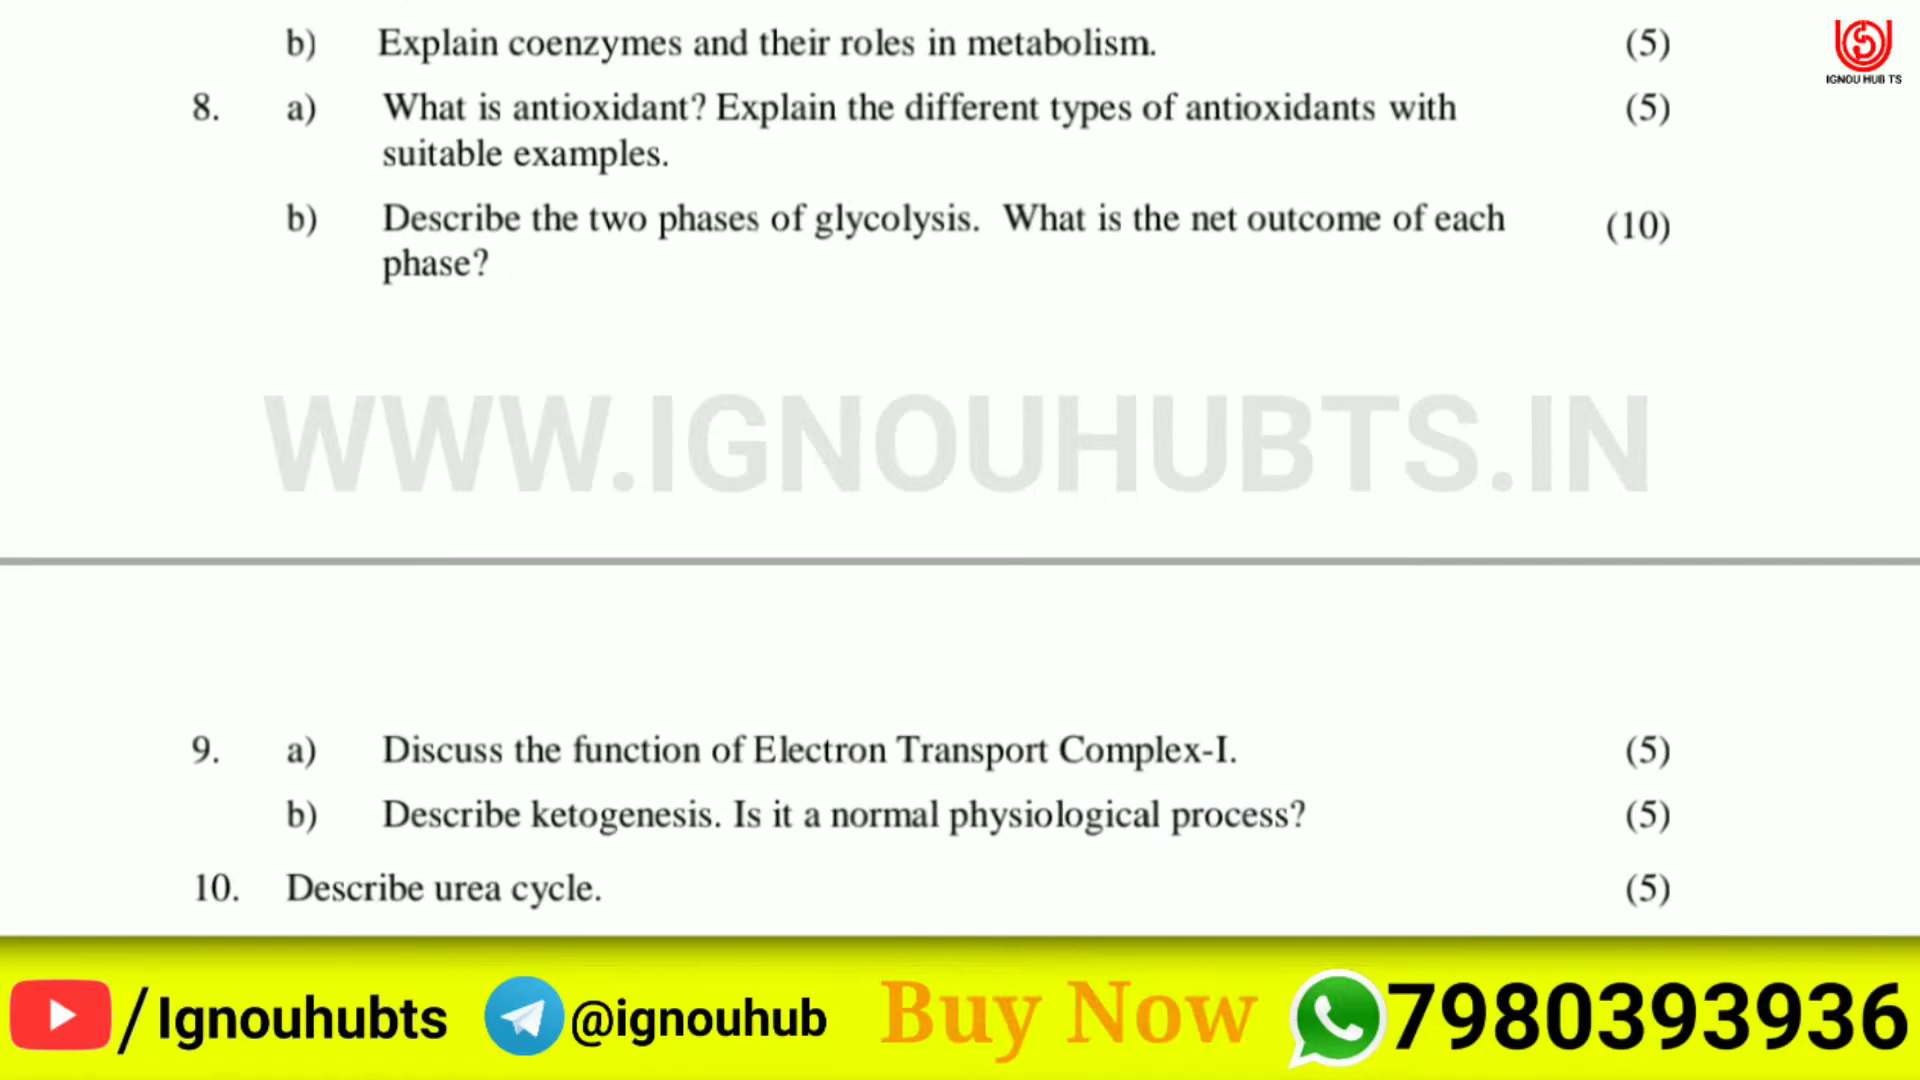 b) Explain coenzymes and their roles in metabolism. (5)
IGNOU HUB TS
8. a) What is antioxidant? Explain the different types of antioxidants with (5)
suitable examples.
b) Describe the two phases of glycolysis. What is the net outcome of each (10)
phase?
WWW.IGNOUHUBTS.IN
9. a) Discuss the function of Electron Transport Complex-I. (5)
b) Describe ketogenesis. Is it a normal physiological process? (5)
10. Describe urea cycle. (5)
/Ignouhubts @ignouhub Buy Now 7980393936